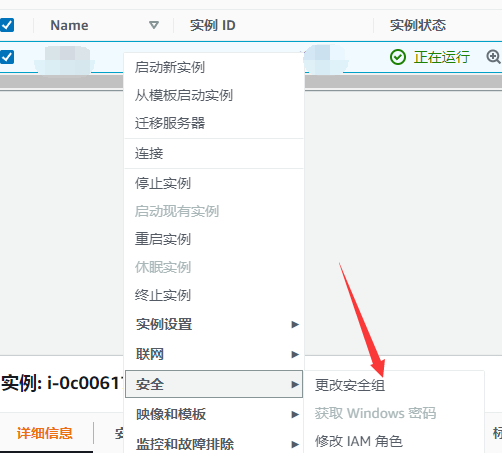 Name 实例 ID 实例状态
正在运行
启动新实例
从模板启动实例
迁移服务器
连接
停止实例
启动现有实例
重启实例
休眠实例
终止实例
实例设置
联网
实例: i-0c0061
安全
更改安全组
映像和模板
获取 Windows 密码
详细信息
监控和故障排除
修改 IAM 角色